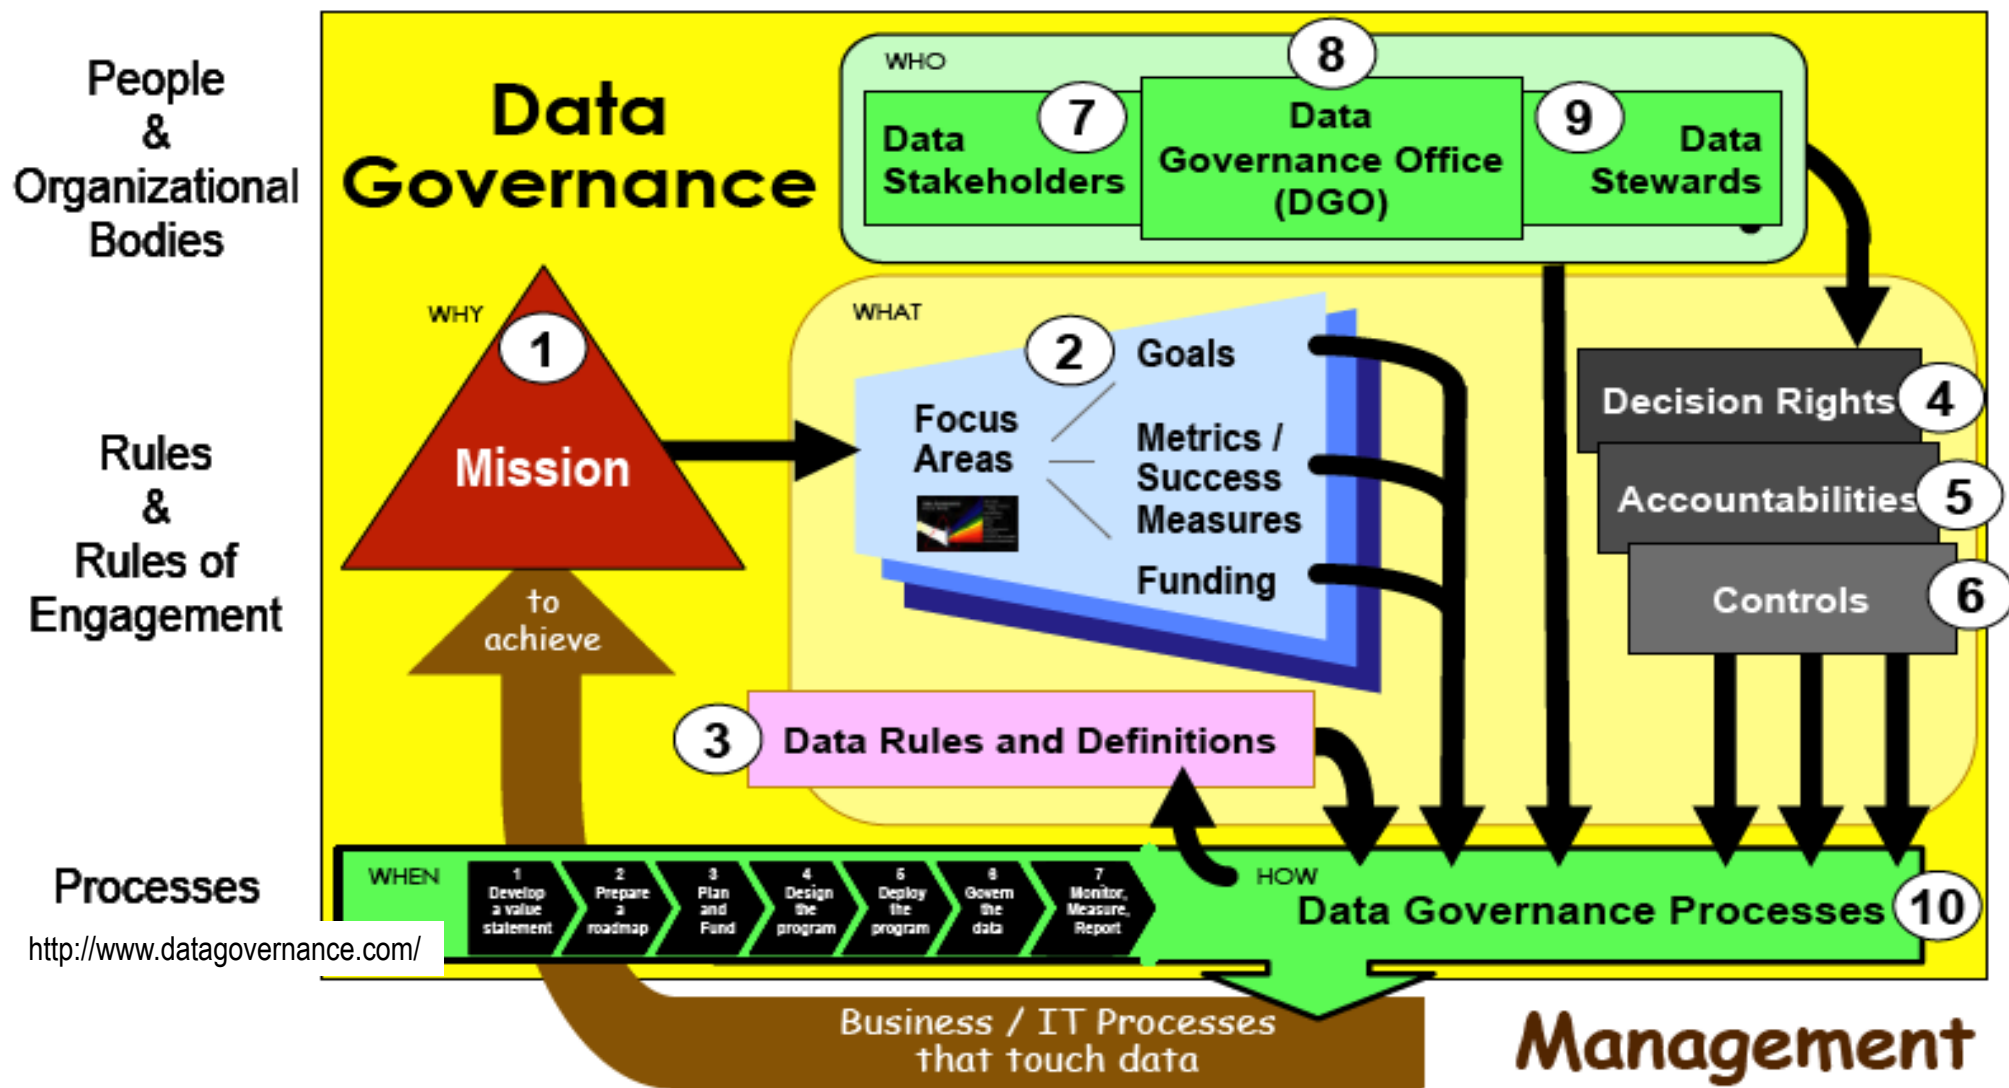 People
&
Organizational
Bodies
Rules
&
Rules of
Engagement
Processes
http://www.datagovernance.com/
Data
Governance
WHO
7
Data
Stakeholders
8
Data
Governance Office
(DGO)
9
Data
Stewards
WHY
1
Mission
to
achieve
WHAT
2
Focus
Areas
Goals
Metrics /
Success
Measures
Funding
3
Data Rules and Definitions
Decision Rights
4
Accountabilities
5
Controls
6
WHEN
1
Develop
a value
statement
2
Prepare
a
roadmap
3
Plan
and
Fund
4
Design
the
program
5
Deploy
the
program
6
Govern
the
data
7
Monitor,
Measure,
Report
HOW
Data Governance Processes
10
Business / IT Processes
that touch data
Management